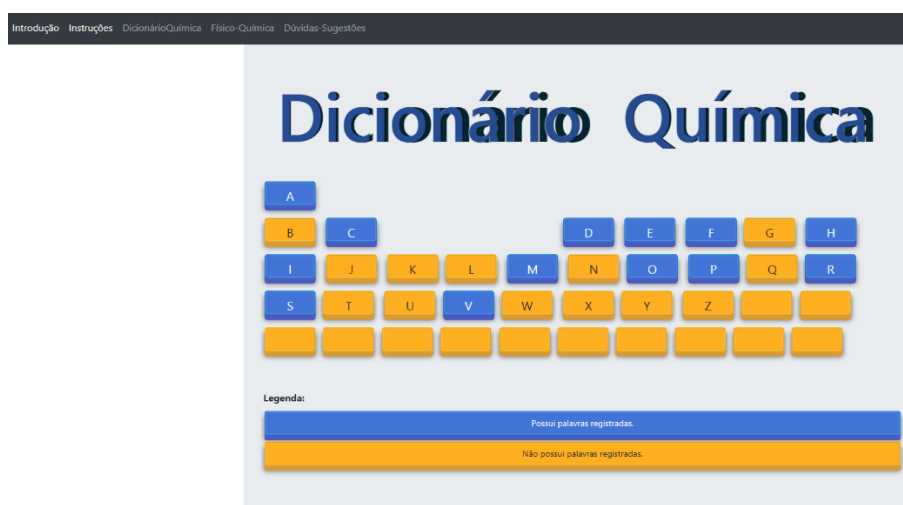 Introdução Instruções DicionárioQuímica Físico-Química Dúvidas-Sugestões
Dicionário Química
A
B C D E F G H
I J K L M N O P Q R
S T U V W X Y Z
Legenda:
Possui palavras registradas.
Não possui palavras registradas.